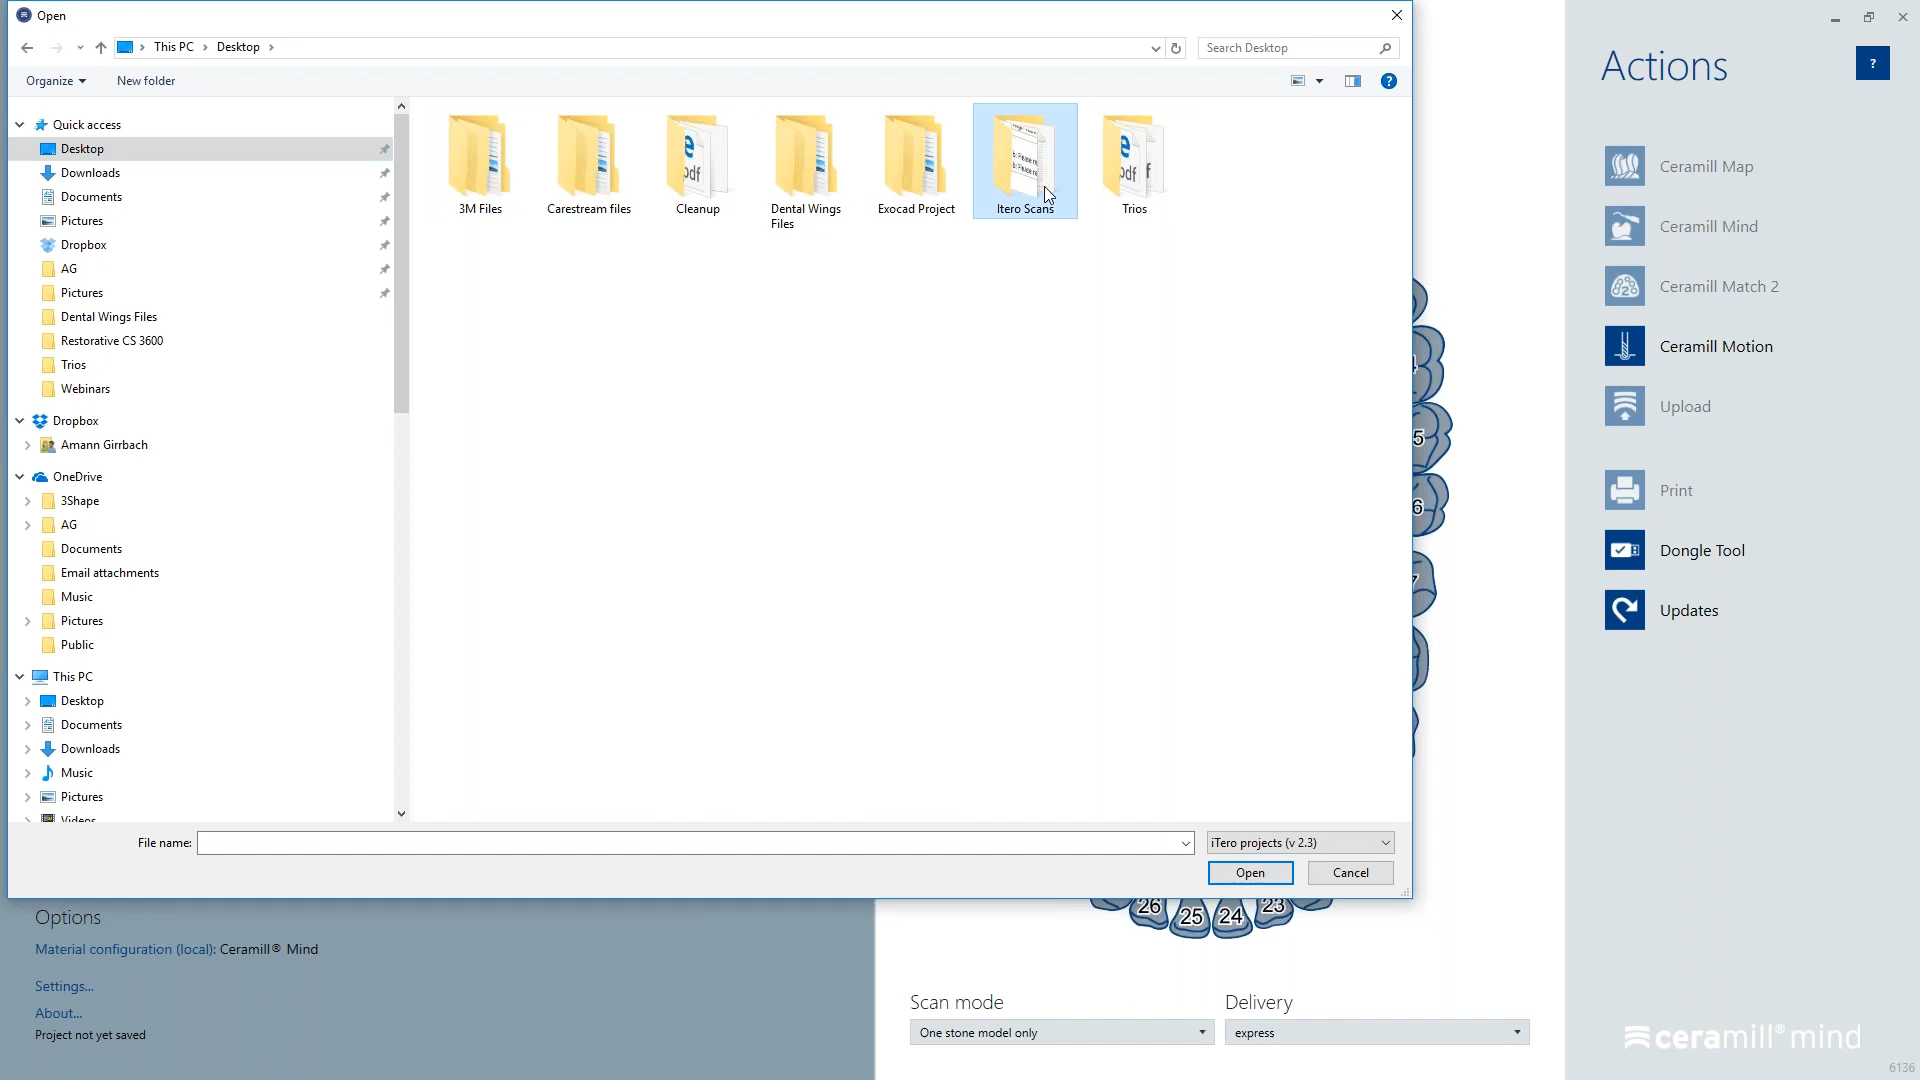 Open
This PC
Desktop
Search Desktop
Organize
New folder
Quick access
Desktop
Downloads
Documents
Pictures
Dropbox
AG
Pictures
Dental Wings Files
Restorative CS 3600
Trios
Webinars
Dropbox
Amann Girrbach
OneDrive
3Shape
AG
Documents
Email attachments
Music
Pictures
Public
This PC
Desktop
Documents
Downloads
Music
Pictures
Videos
3M Files
Carestream files
Cleanup
Dental Wings
Files
Exocad Project
Itero Scans
Trios
File name:
iTero projects (v 2.3)
Open
Cancel
Actions
?
Ceramill Map
Ceramill Mind
Ceramill Match 2
Ceramill Motion
Upload
Print
Dongle Tool
Updates
5
6
7
26
25
24
23
Options
Material configuration (local): Ceramill® Mind
Settings...
About...
Project not yet saved
Scan mode
One stone model only
Delivery
express
ceramill® mind
6136